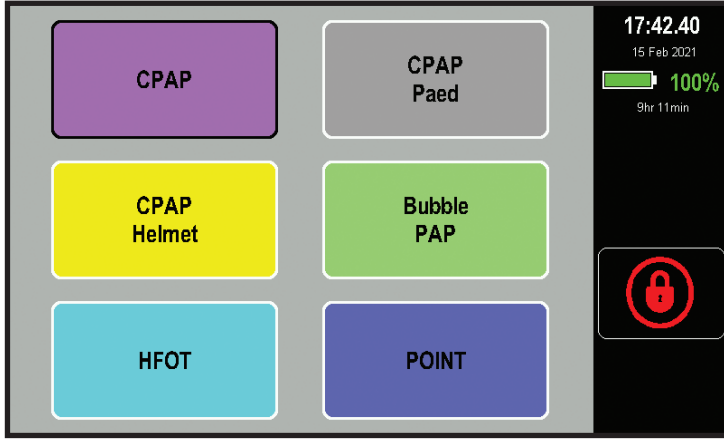 CPAP
CPAP
Paed
CPAP
Helmet
Bubble
PAP
HFOT
POINT
17:42.40
15 Feb 2021
100%
9hr 11min